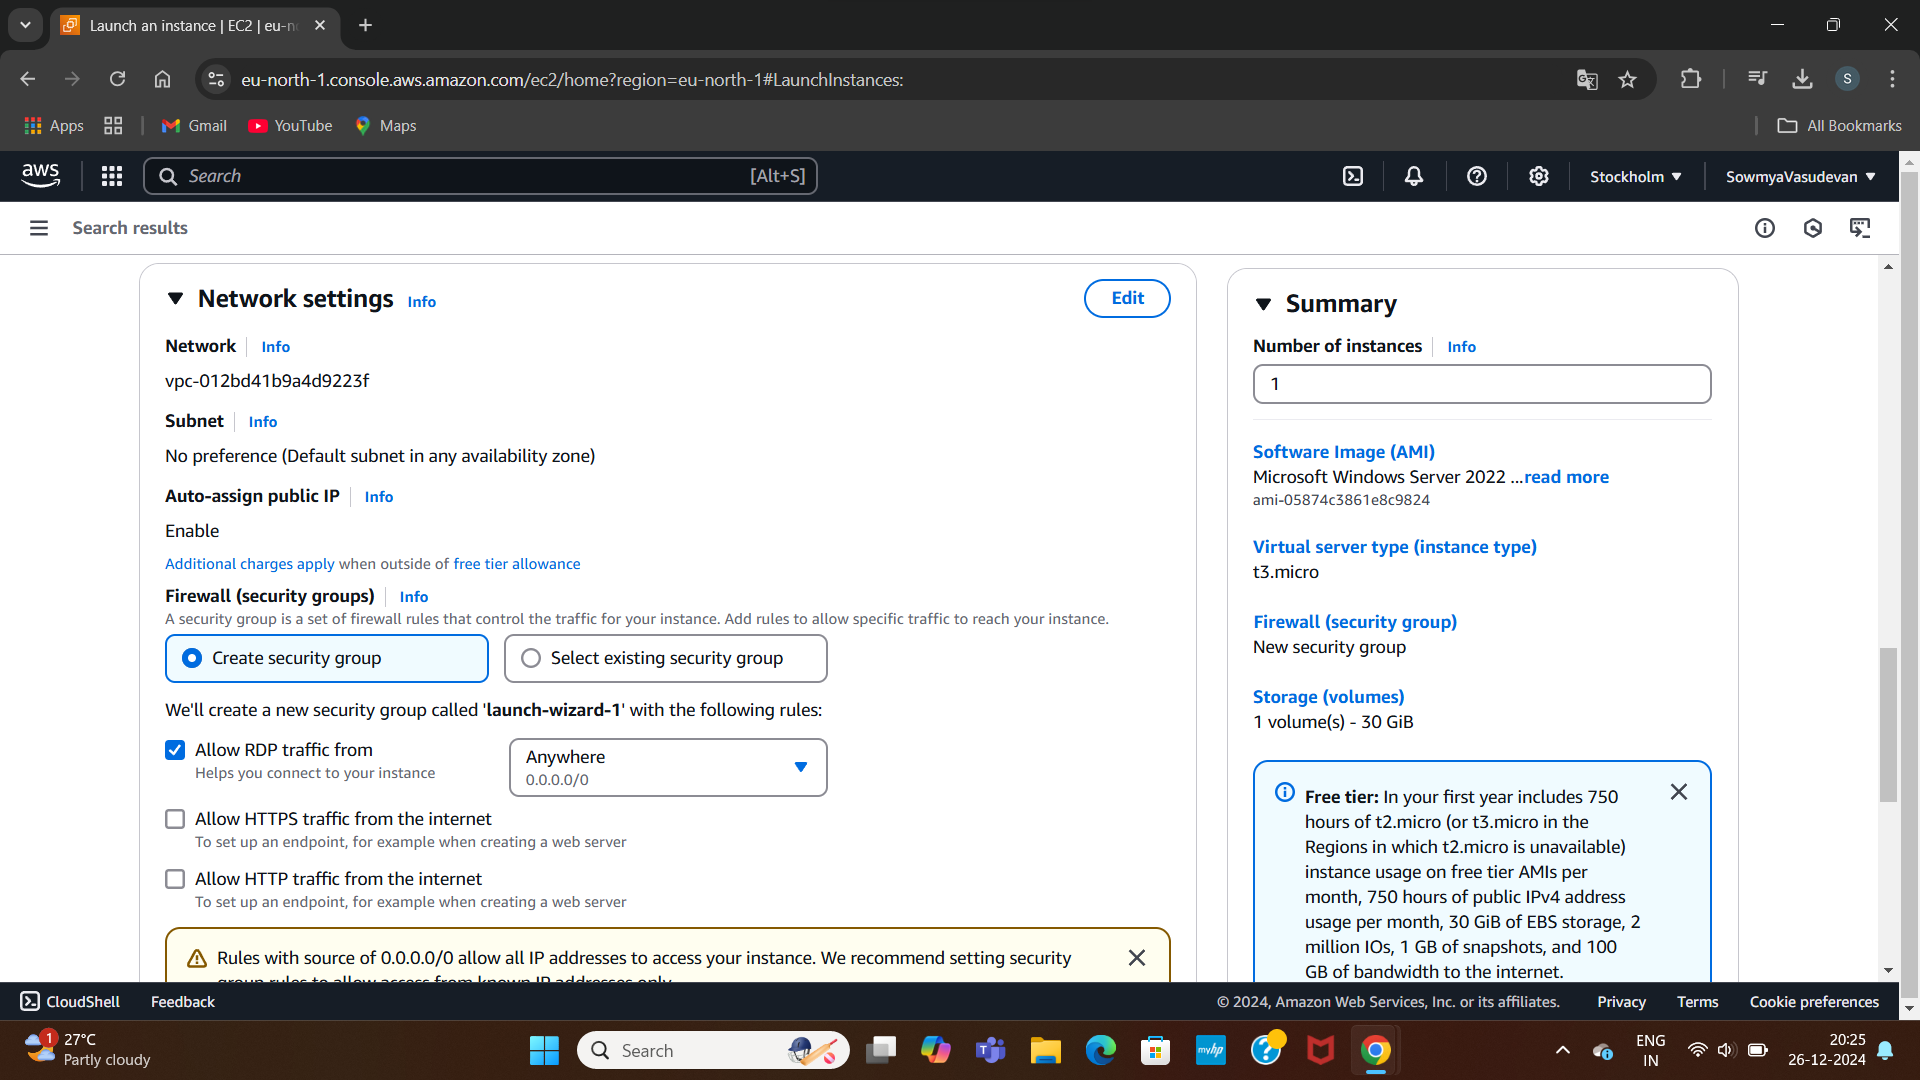 Launch an instance | EC2 | eu-n
eu-north-1.console.aws.amazon.com/ec2/home?region=eu-north-1#LaunchInstances:
S
Apps
Gmail
YouTube
Maps
All Bookmarks
aws
Search
[Alt+S]
Stockholm
SowmyaVasudevan
Search results
Network settings Info
Edit
Network Info
vpc-012bd41b9a4d9223f
Subnet Info
No preference (Default subnet in any availability zone)
Auto-assign public IP Info
Enable
Additional charges apply when outside of free tier allowance
Firewall (security groups) Info
A security group is a set of firewall rules that control the traffic for your instance. Add rules to allow specific traffic to reach your instance.
Create security group
Select existing security group
We'll create a new security group called 'launch-wizard-1' with the following rules:
Allow RDP traffic from
Helps you connect to your instance
Anywhere
0.0.0.0/0
Allow HTTPS traffic from the internet
To set up an endpoint, for example when creating a web server
Allow HTTP traffic from the internet
To set up an endpoint, for example when creating a web server
Rules with source of 0.0.0.0/0 allow all IP addresses to access your instance. We recommend setting security
group rules to allow access from known IP addresses only.
Summary
Number of instances Info
1
Software Image (AMI)
Microsoft Windows Server 2022 ...read more
ami-05874c3861e8c9824
Virtual server type (instance type)
t3.micro
Firewall (security group)
New security group
Storage (volumes)
1 volume(s) - 30 GiB
Free tier: In your first year includes 750
hours of t2.micro (or t3.micro in the
Regions in which t2.micro is unavailable)
instance usage on free tier AMIs per
month, 750 hours of public IPv4 address
usage per month, 30 GiB of EBS storage, 2
million IOs, 1 GB of snapshots, and 100
GB of bandwidth to the internet.
CloudShell
Feedback
© 2024, Amazon Web Services, Inc. or its affiliates.
Privacy
Terms
Cookie preferences
1
27°C
Partly cloudy
Search
myhp
ENG
IN
20:25
26-12-2024